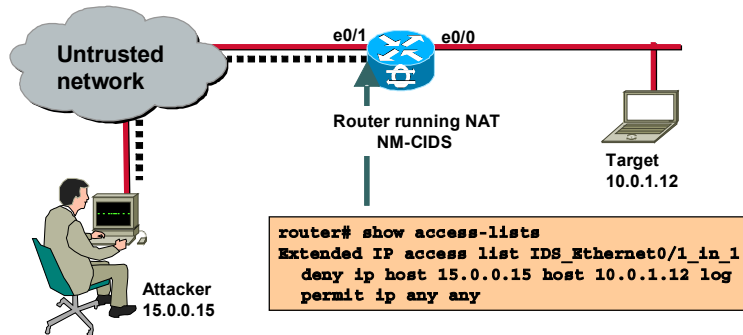 Untrusted
network
e0/1
e0/0
Router running NAT
NM-CIDS
Target
10.0.1.12
router# show access-lists
Extended IP access list IDS_Ethernet0/1_in_1
deny ip host 15.0.0.15 host 10.0.1.12 log
permit ip any any
Attacker
15.0.0.15